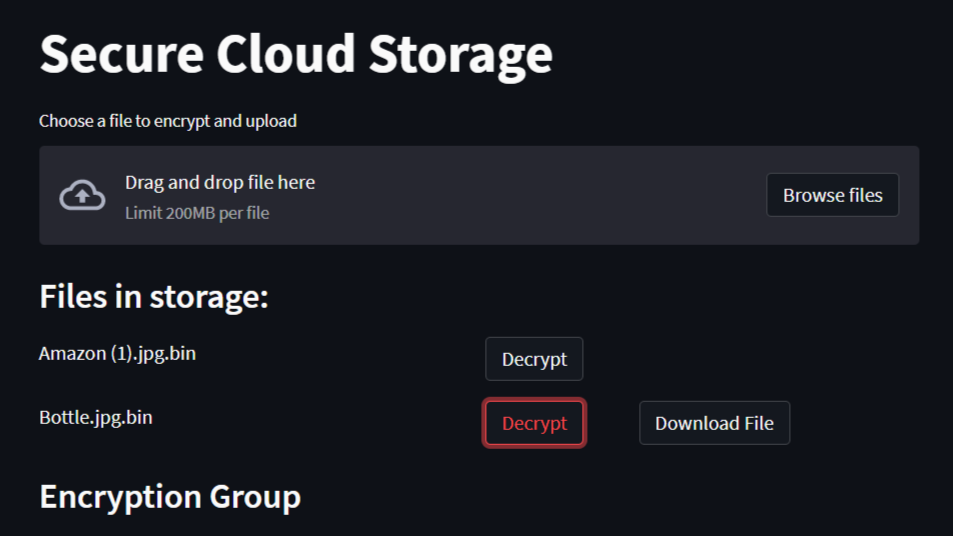 Secure Cloud Storage
Choose a file to encrypt and upload
Drag and drop file here
Limit 200MB per file
Browse files
Files in storage:
Amazon (1).jpg.bin
Decrypt
Bottle.jpg.bin
Decrypt
Download File
Encryption Group